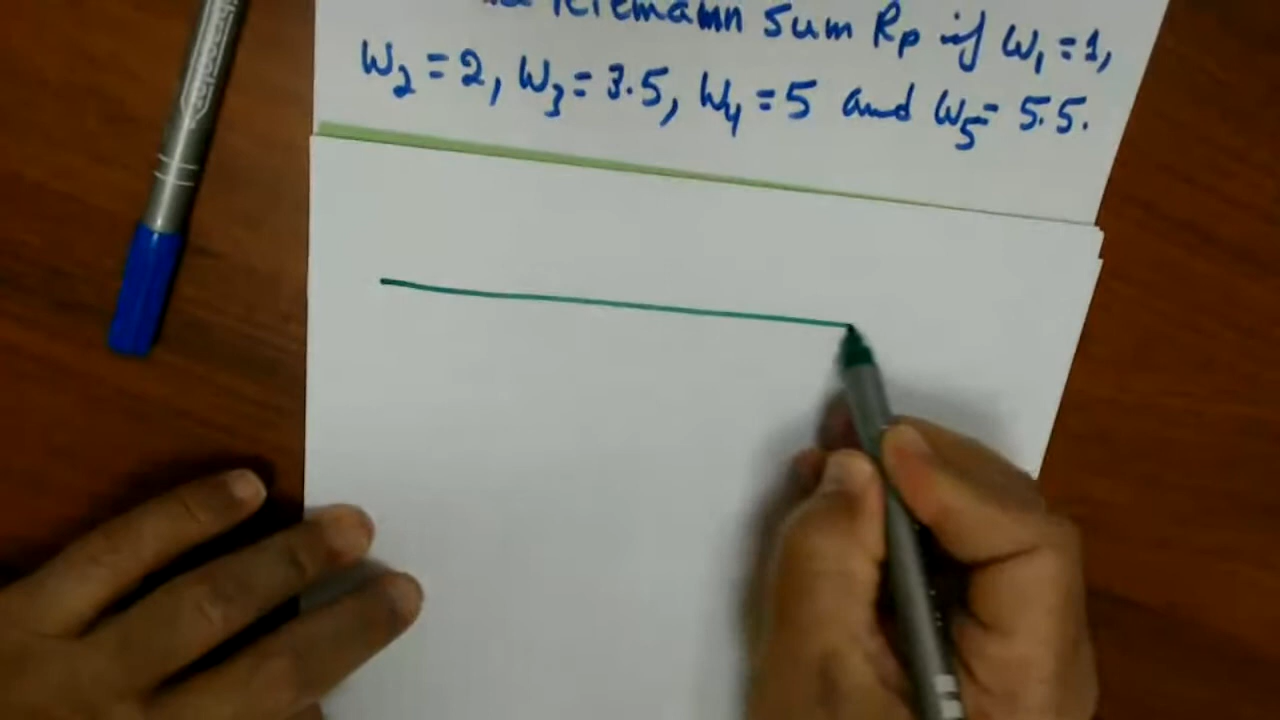 Riemann Sum Rp if w1 = 1,
w2 = 2, w3 = 3.5, w4 = 5 and w5 = 5.5.